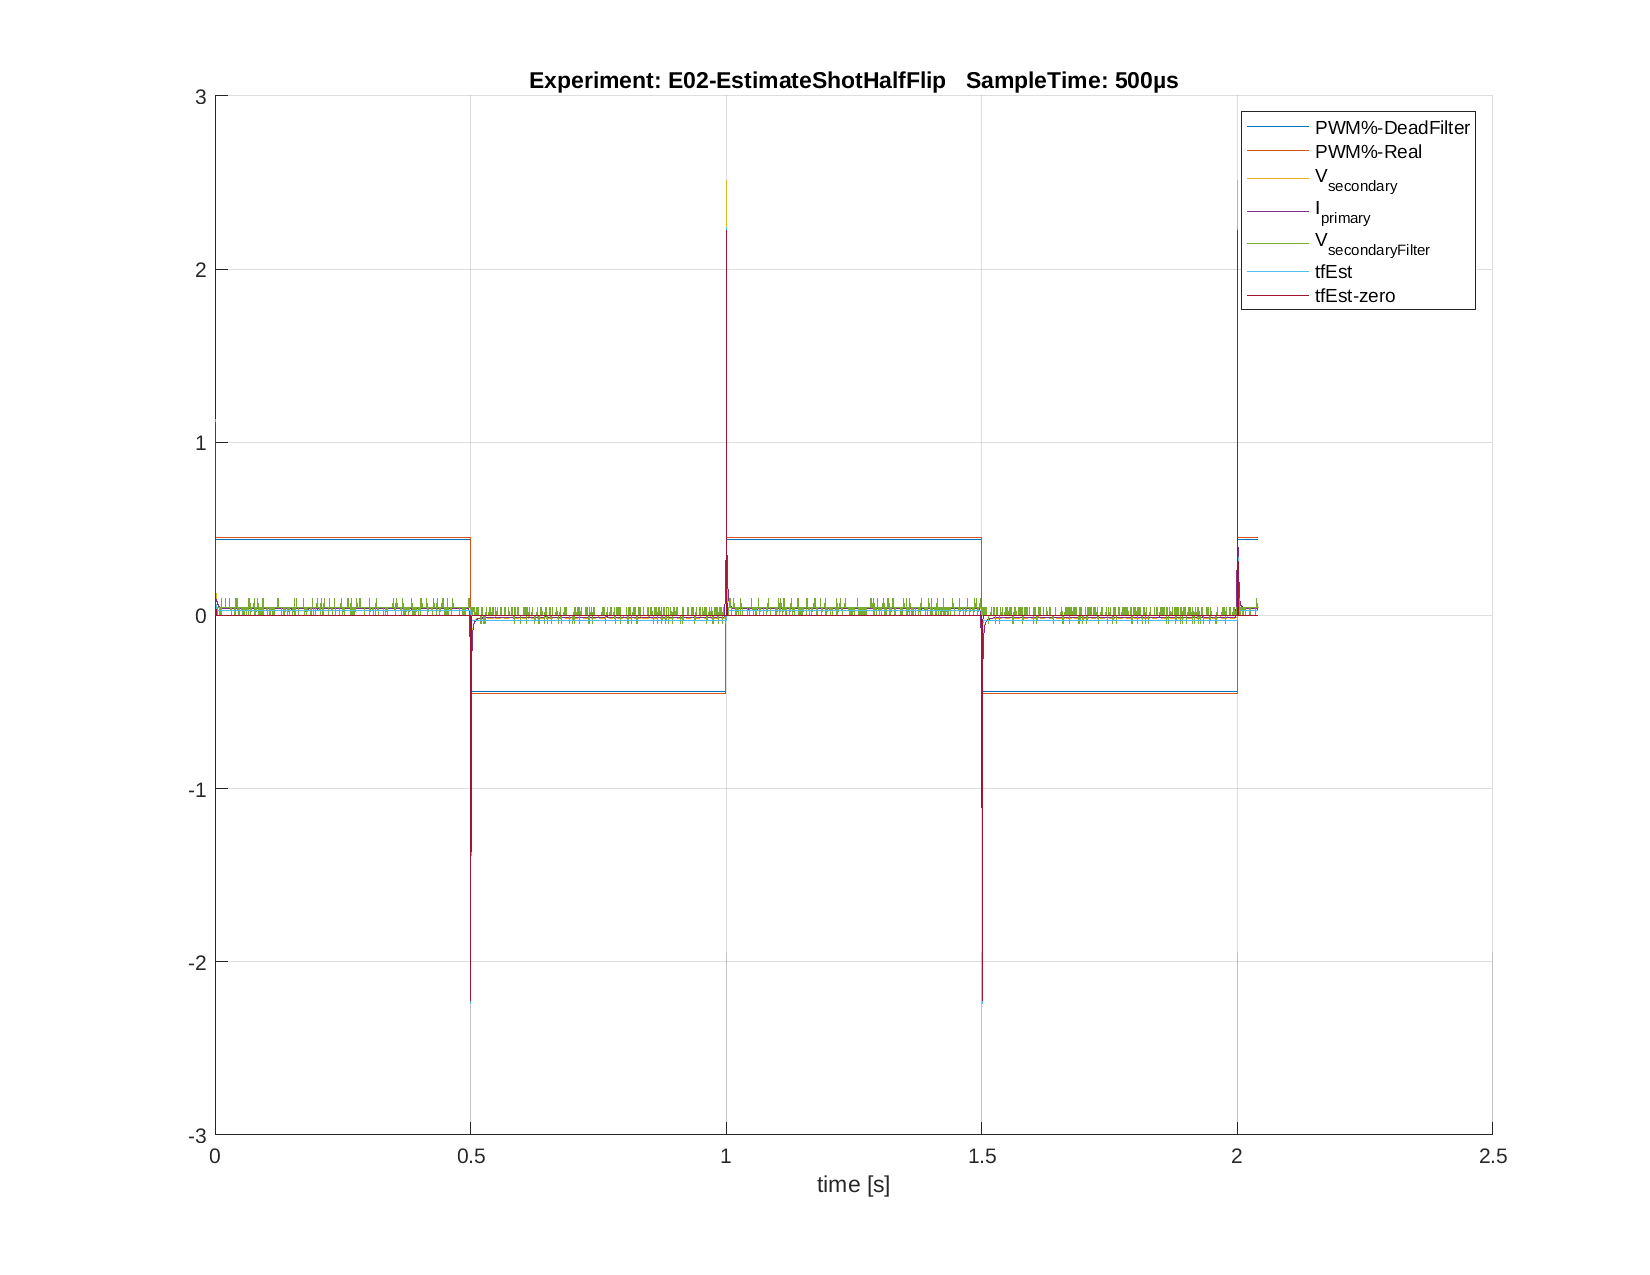 Experiment: E02-EstimateShotHalfFlip   SampleTime: 500µs
3
2
1
0
-1
-2
-3
PWM%-DeadFilter
PWM%-Real
Vsecondary
Iprimary
VsecondaryFilter
tfEst
tfEst-zero
0 0.5 1 1.5 2 2.5
time [s]